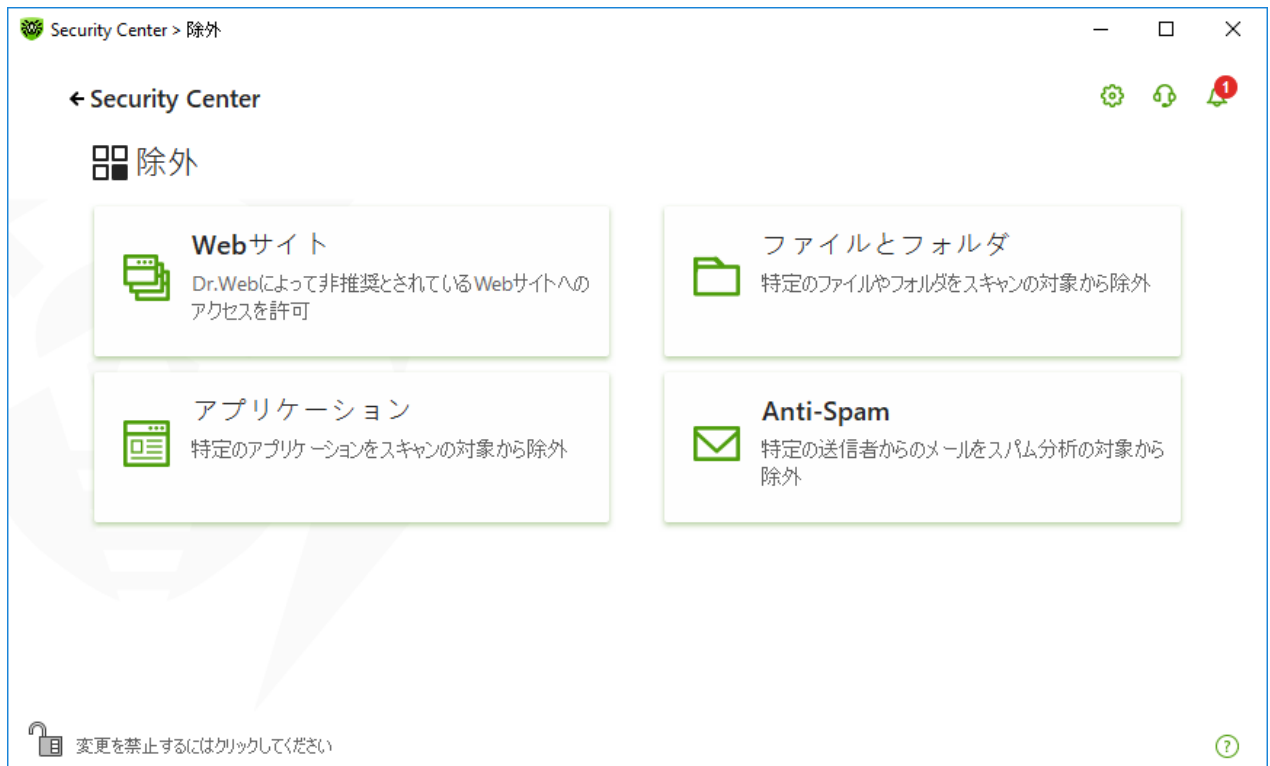 Security Center > 除外
Security Center
1
除外
Webサイト
Dr.Webによって非推奨とされているWebサイトへの
アクセスを許可
ファイルとフォルダ
特定のファイルやフォルダをスキャンの対象から除外
アプリケーション
特定のアプリケーションをスキャンの対象から除外
Anti-Spam
特定の送信者からのメールをスパム分析の対象から
除外
変更を禁止するにはクリックしてください
?